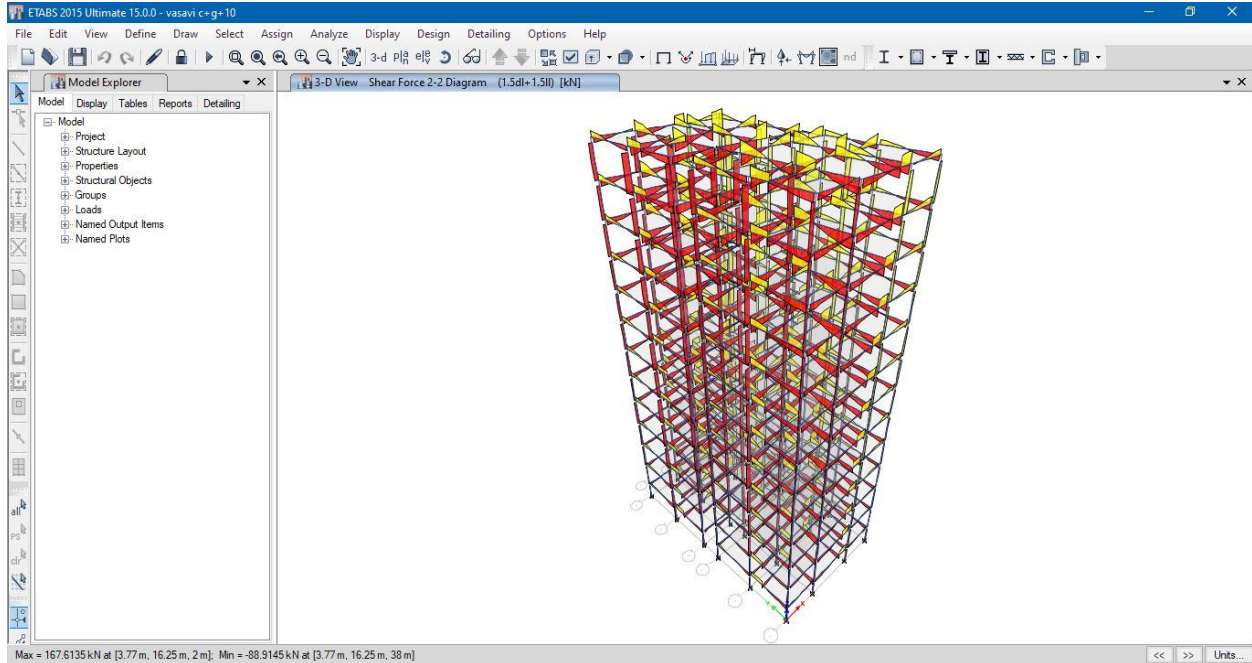 ETABS 2015 Ultimate 15.0.0 - vasavi c+g+10
File Edit View Define Draw Select Assign Analyze Display Design Detailing Options Help
3-d nd
Model Explorer
3-D View Shear Force 2-2 Diagram (1.5dl+1.5ll) [kN]
Model Display Tables Reports Detailing
Model
Project
Structure Layout
Properties
Structural Objects
Groups
Loads
Named Output Items
Named Plots
all
ps
clr
Max = 167.6135 kN at [3.77 m, 16.25 m, 2 m]; Min = -88.9145 kN at [3.77 m, 16.25 m, 38 m]
<< >> Units...